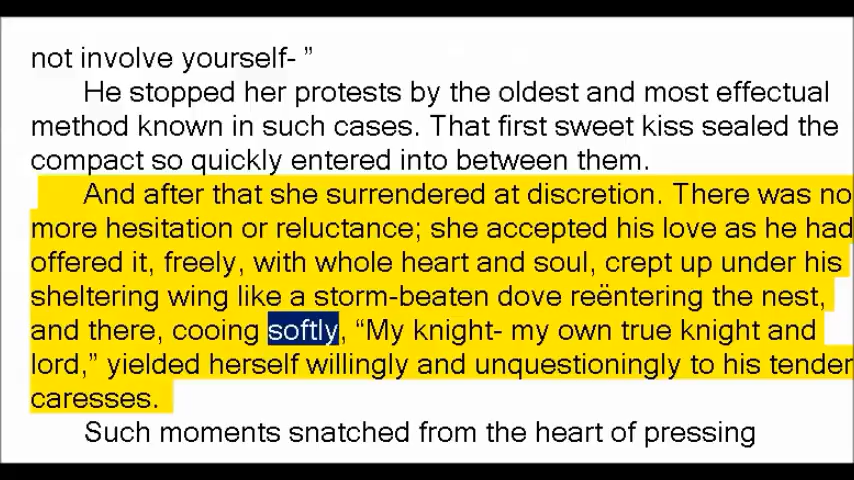 not involve yourself- ”
He stopped her protests by the oldest and most effectual
method known in such cases. That first sweet kiss sealed the
compact so quickly entered into between them.
And after that she surrendered at discretion. There was no
more hesitation or reluctance; she accepted his love as he had
offered it, freely, with whole heart and soul, crept up under his
sheltering wing like a storm-beaten dove reëntering the nest,
and there, cooing softly, “My knight- my own true knight and
lord,” yielded herself willingly and unquestioningly to his tender
caresses.
Such moments snatched from the heart of pressing